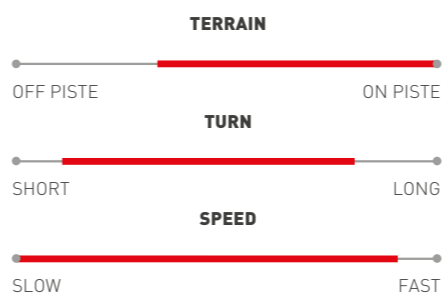 TERRAIN
OFF PISTE ON PISTE
TURN
SHORT LONG
SPEED
SLOW FAST